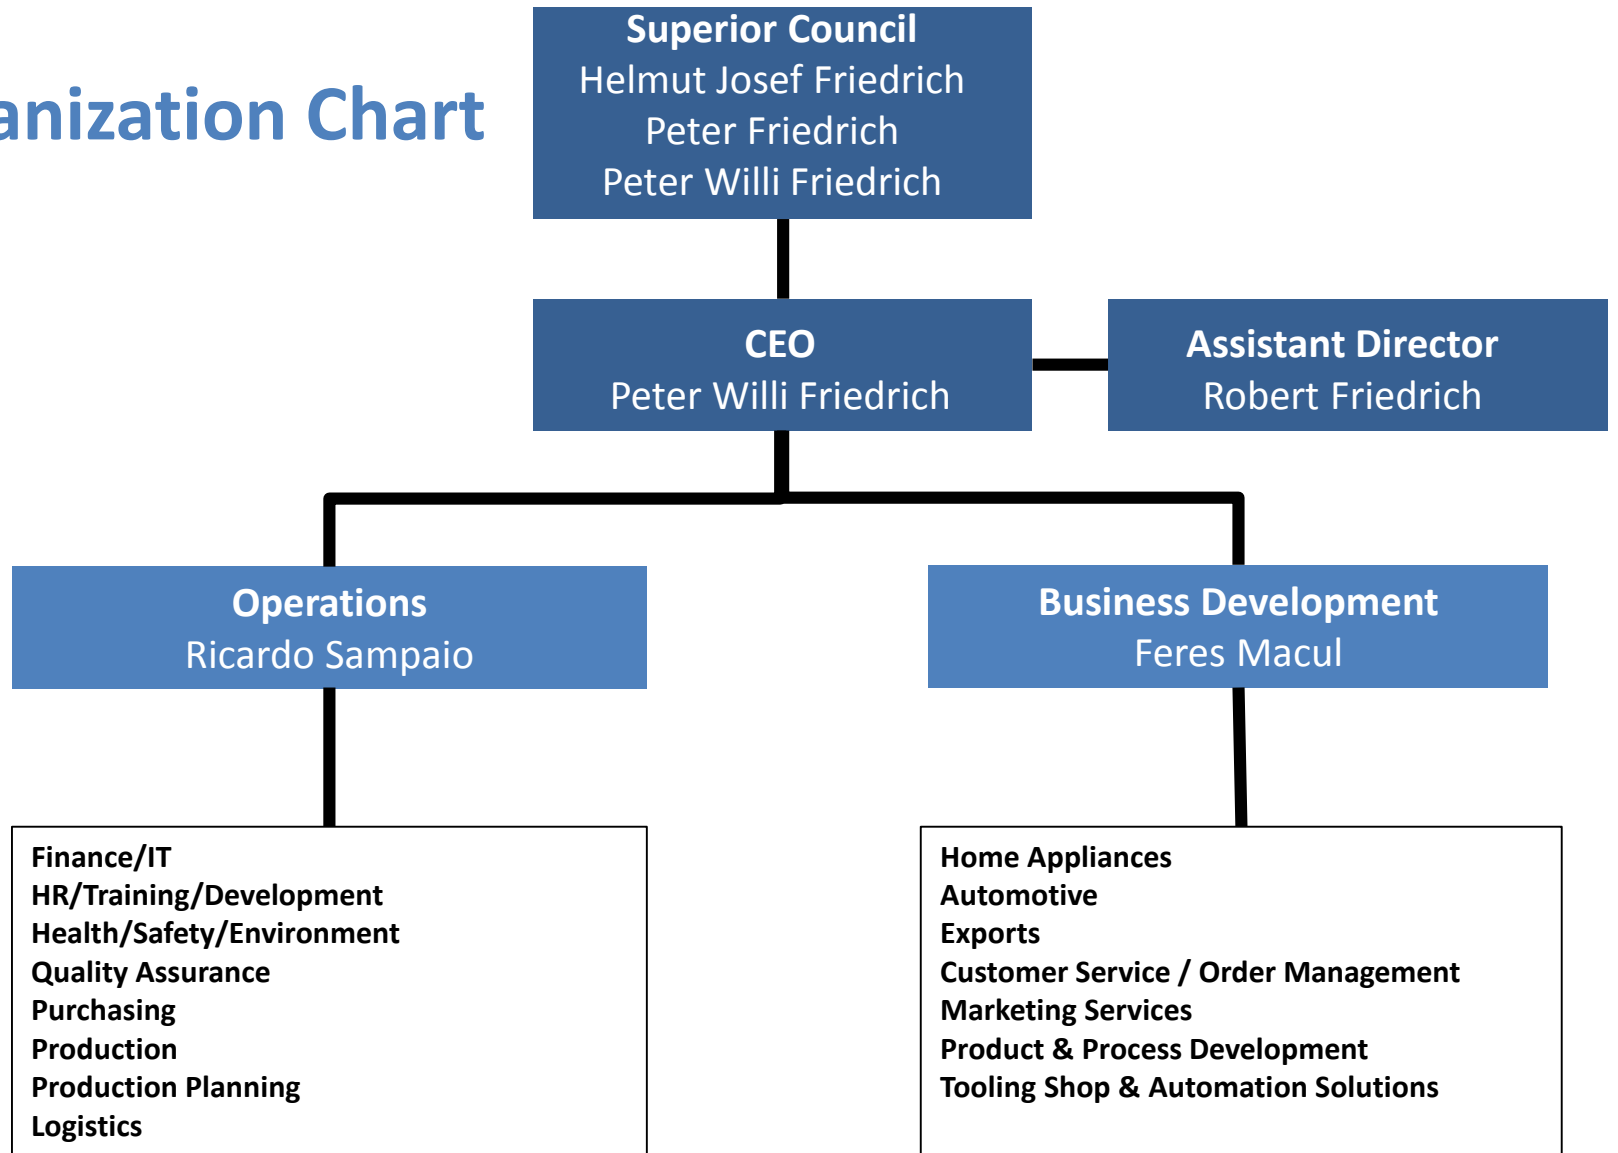 anization Chart
Superior Council
Helmut Josef Friedrich
Peter Friedrich
Peter Willi Friedrich
CEO
Peter Willi Friedrich
Assistant Director
Robert Friedrich
Operations
Ricardo Sampaio
Business Development
Feres Macul
Finance/IT
HR/Training/Development
Health/Safety/Environment
Quality Assurance
Purchasing
Production
Production Planning
Logistics
Home Appliances
Automotive
Exports
Customer Service / Order Management
Marketing Services
Product & Process Development
Tooling Shop & Automation Solutions